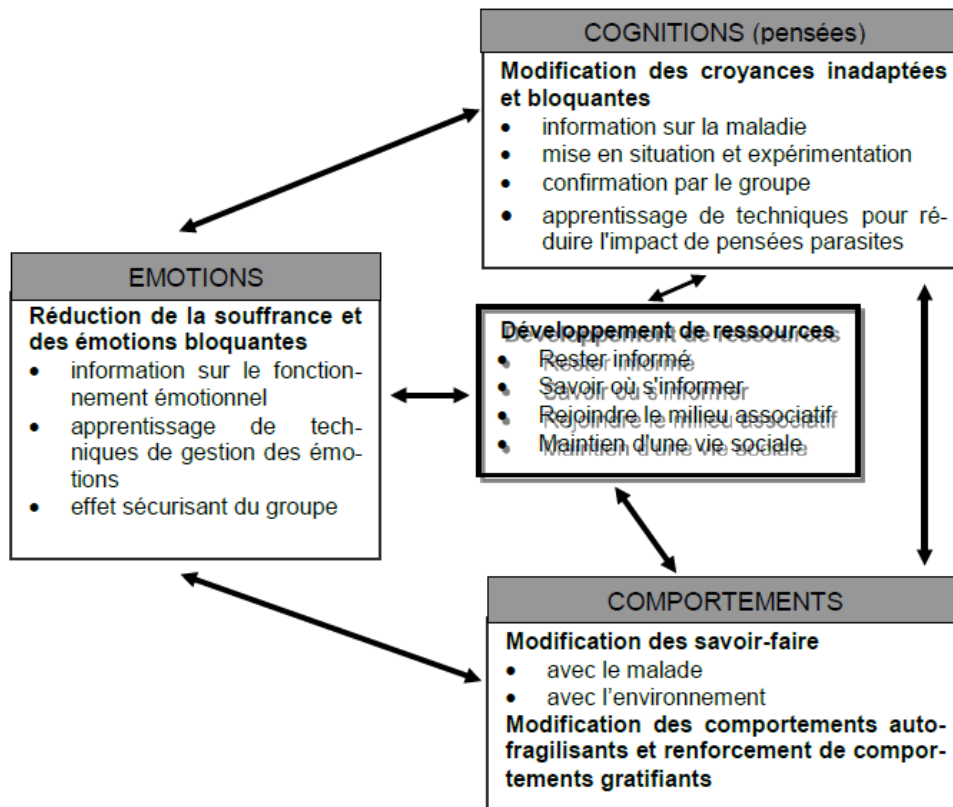 COGNITIONS (pensées)
Modification des croyances inadaptées
et bloquantes
• information sur la maladie
• mise en situation et expérimentation
• confirmation par le groupe
• apprentissage de techniques pour ré-
duire l'impact de pensées parasites
EMOTIONS
Réduction de la souffrance et
des émotions bloquantes
• information sur le fonction-
nement émotionnel
• apprentissage de tech-
niques de gestion des émo-
tions
• effet sécurisant du groupe
Développement de ressources
• Rester informé
• Savoir où s'informer
• Rejoindre le milieu associatif
• Maintien d'une vie sociale
COMPORTEMENTS
Modification des savoir-faire
• avec le malade
• avec l’environnement
Modification des comportements auto-
fragilisants et renforcement de compor-
tements gratifiants